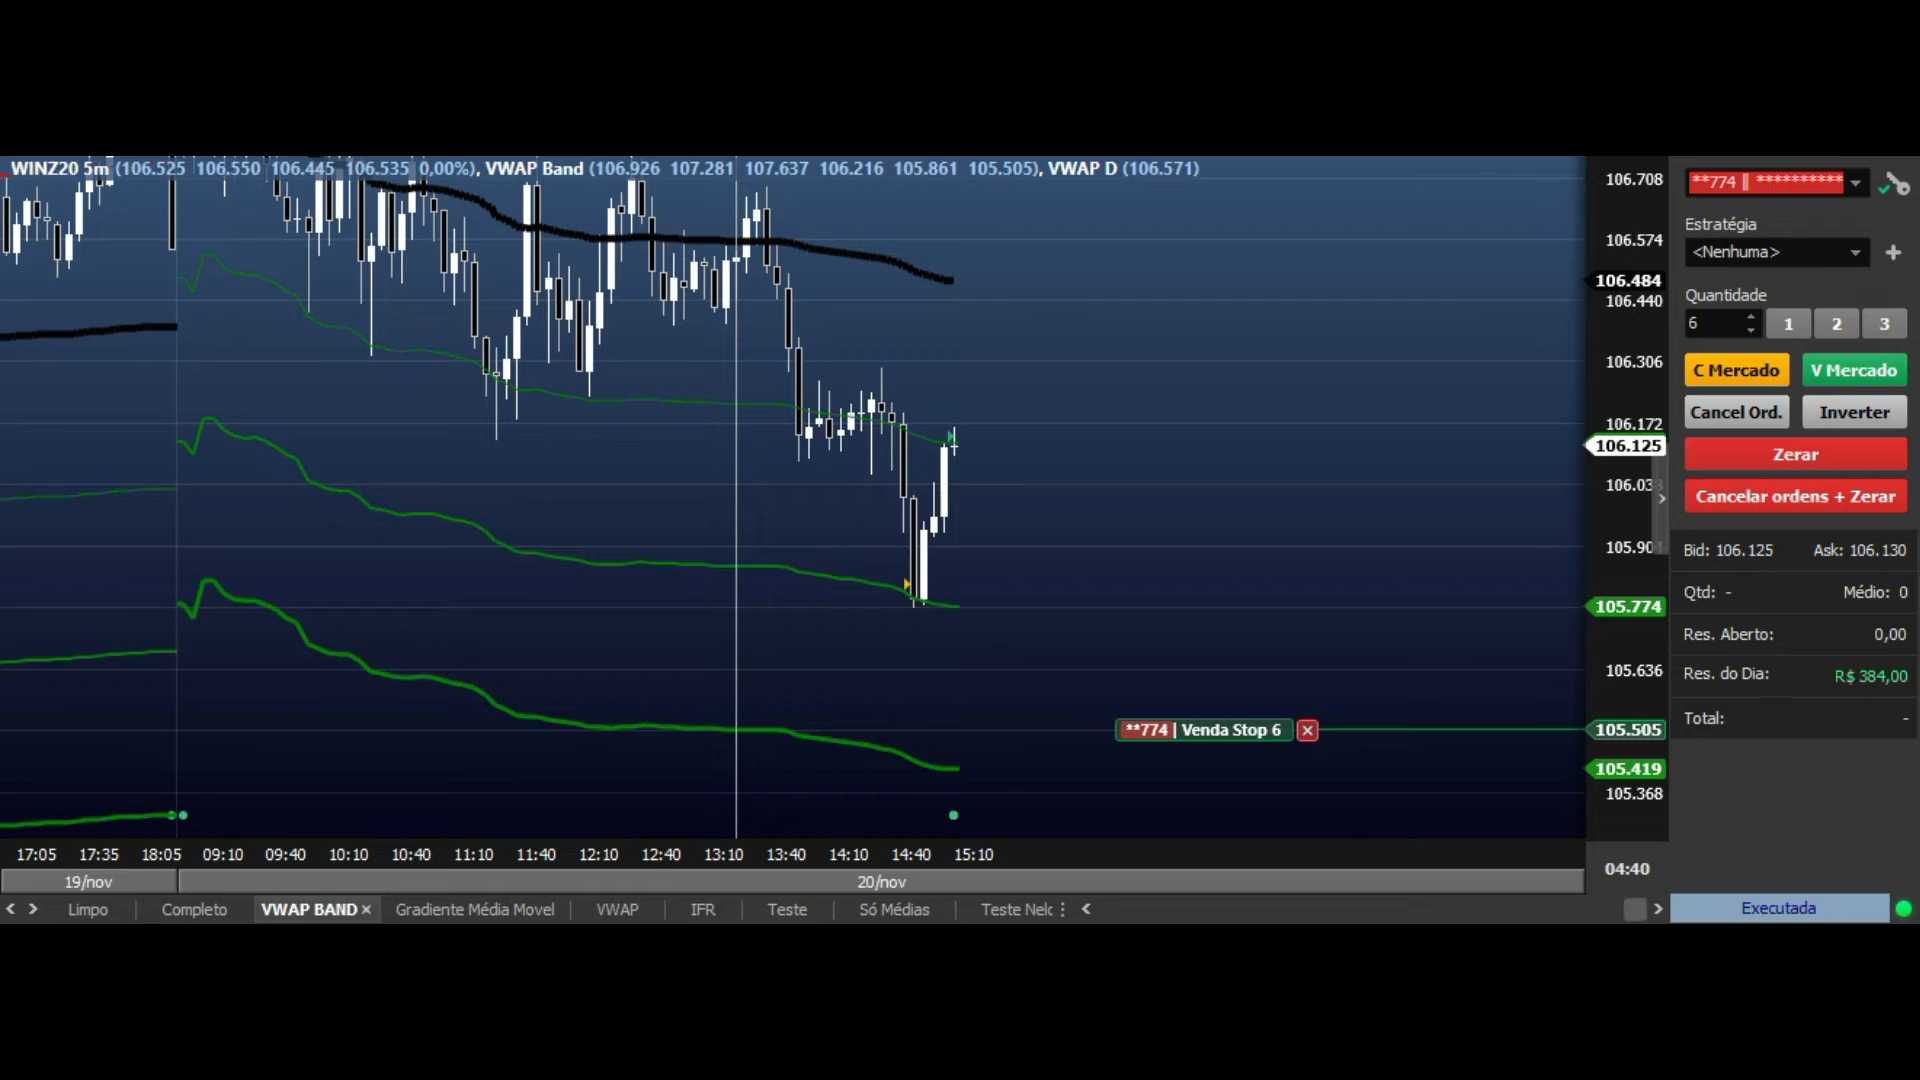 WINZ20 5m (106.525 106.550 106.445 106.535 0,00%), VWAP Band (106.926 107.281 107.637 106.216 105.861 105.505), VWAP D (106.571)
106.708
106.574
106.484
106.440
106.306
106.172
106.125
106.03
105.90
105.774
105.636
105.505
105.419
105.368
**774 | Venda Stop 6
17:05 17:35 18:05 09:10 09:40 10:10 10:40 11:10 11:40 12:10 12:40 13:10 13:40 14:10 14:40 15:10
04:40
19/nov 20/nov
Limpo Completo VWAP BAND Gradiente Média Movel VWAP IFR Teste Só Médias Teste Nelc
**774 || **********
Estratégia
<Nenhuma>
Quantidade
6 1 2 3
C Mercado V Mercado
Cancel Ord. Inverter
Zerar
Cancelar ordens + Zerar
Bid: 106.125 Ask: 106.130
Qtd: - Médio: 0
Res. Aberto: 0,00
Res. do Dia: R$ 384,00
Total: -
Executada